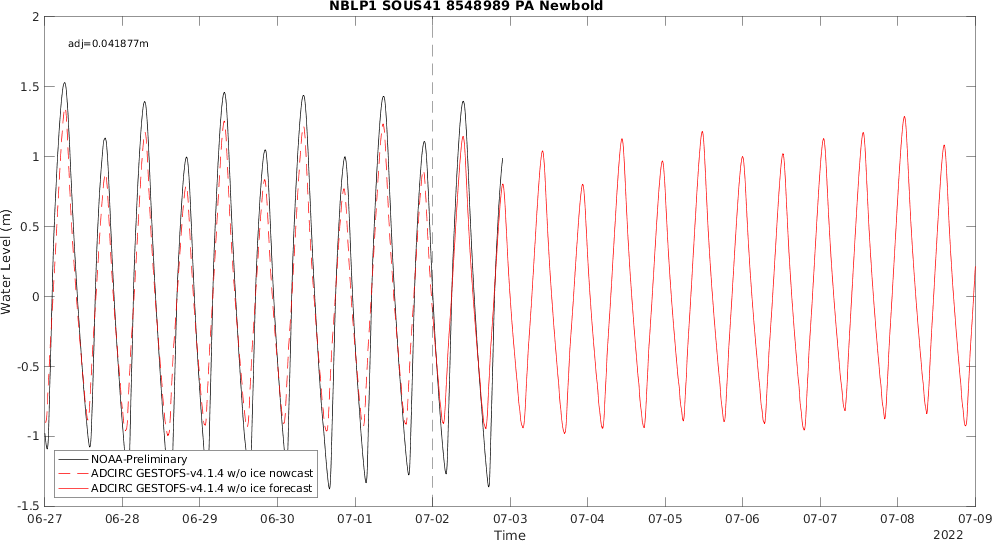 NBLP1 SOUS41 8548989 PA Newbold
adj=0.041877m
2
1.5
1
0.5
0
-0.5
-1
-1.5
Water Level (m)
NOAA-Preliminary
ADCIRC GESTOFS-v4.1.4 w/o ice nowcast
ADCIRC GESTOFS-v4.1.4 w/o ice forecast
06-27 06-28 06-29 06-30 07-01 07-02 07-03 07-04 07-05 07-06 07-07 07-08 07-09
Time
2022